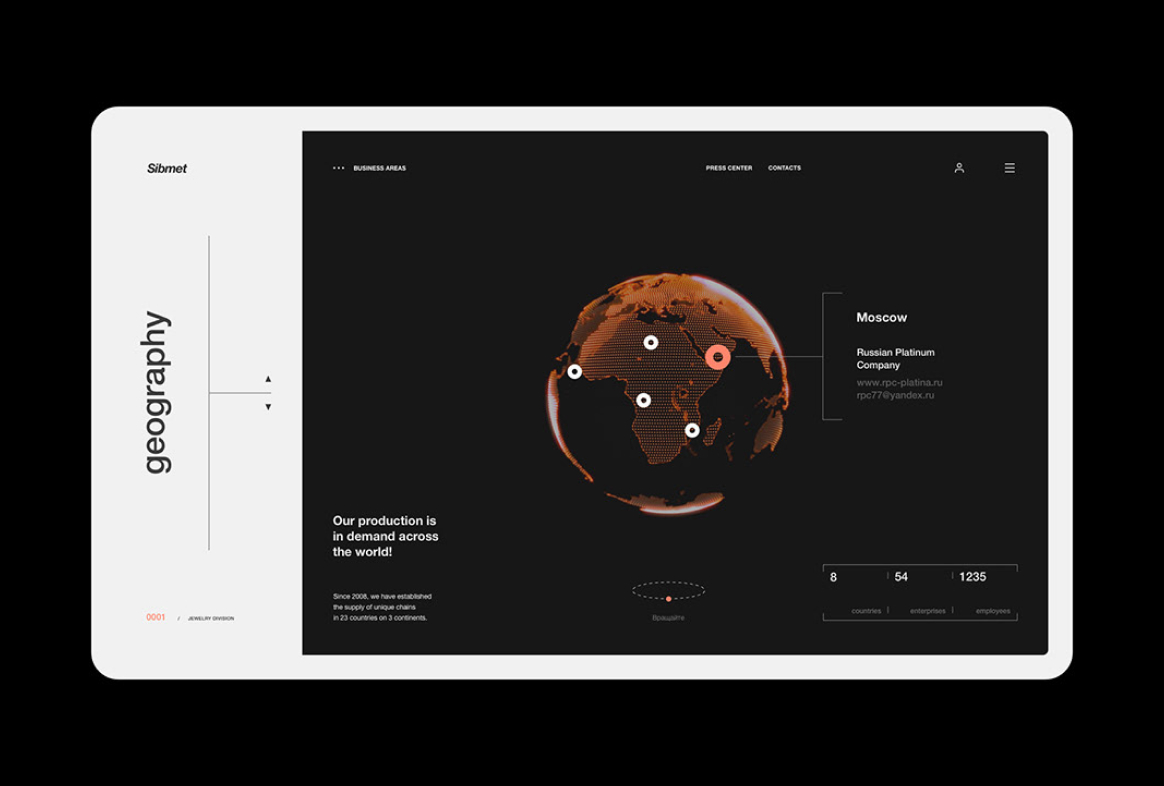 Sibmet
BUSINESS AREAS
PRESS CENTER
CONTACTS
geography
Moscow
Russian Platinum
Company
www.rpc-platina.ru
rpc77@yandex.ru
Our production is
in demand across
the world!
Since 2008, we have established
the supply of unique chains
in 23 countries on 3 continents.
Вращайте
8
54
1235
countries
enterprises
employees
0001 / JEWELRY DIVISION